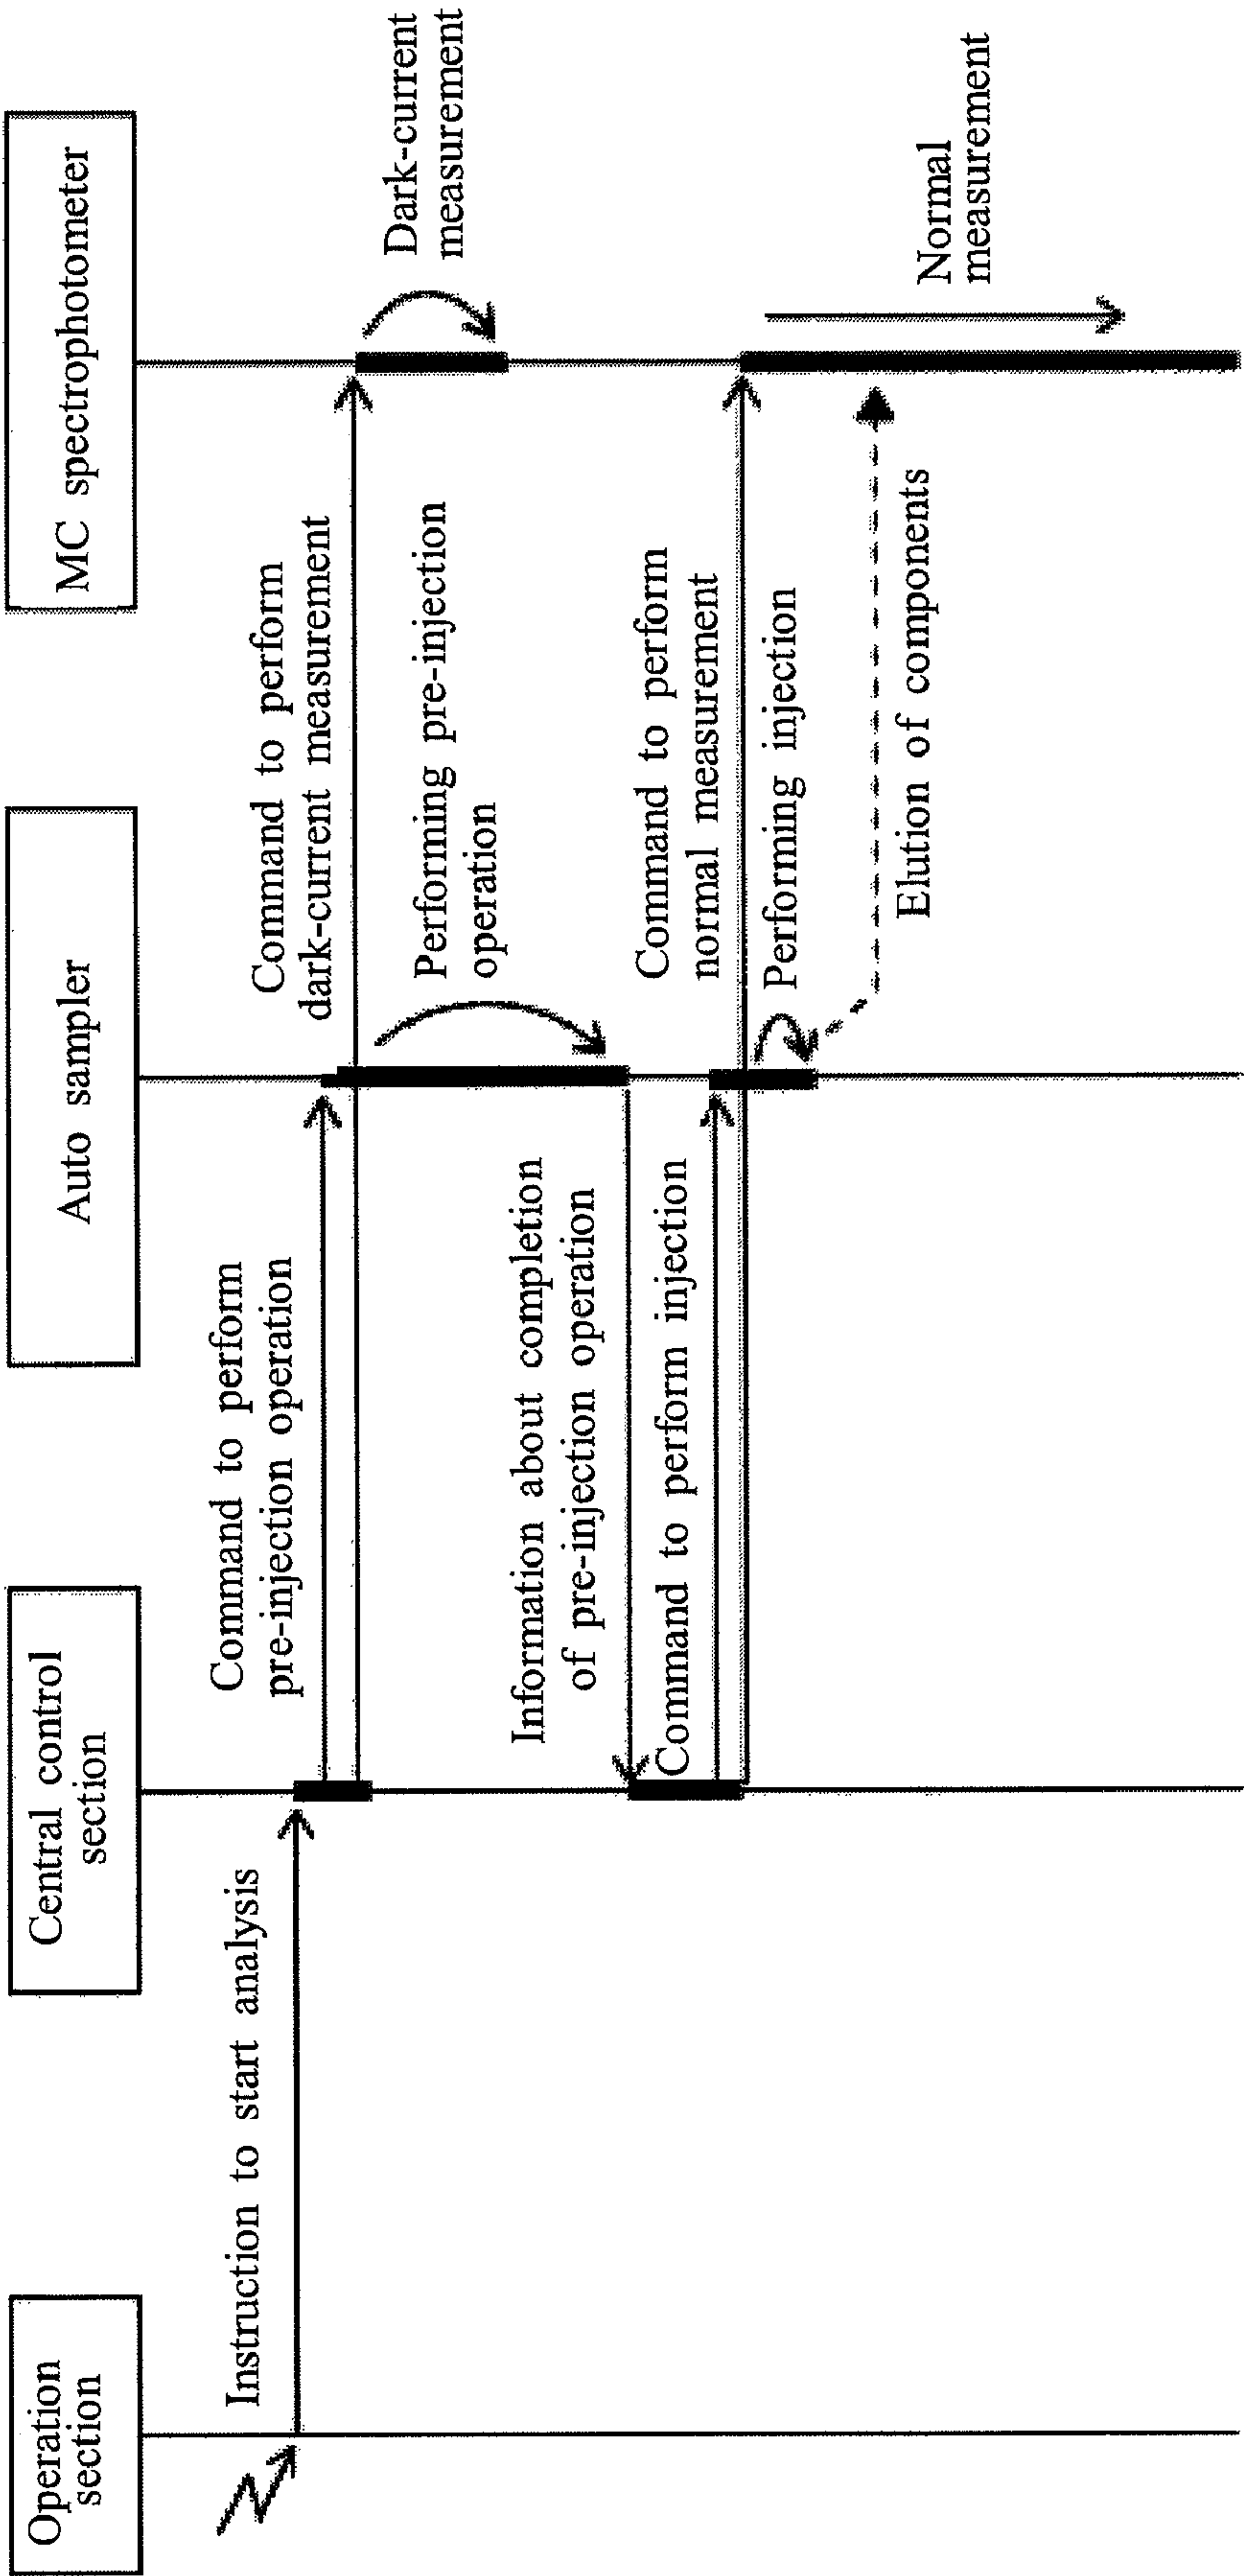 Operation
section
Central control
section
Auto sampler
MC spectrophotometer
Instruction to start analysis
Command to perform
pre-injection operation
Command to perform
dark-current measurement
Dark-current
measurement
Performing pre-injection
operation
Information about completion
of pre-injection operation
Command to perform injection
Command to perform
normal measurement
Performing injection
Elution of components
Normal
measurement